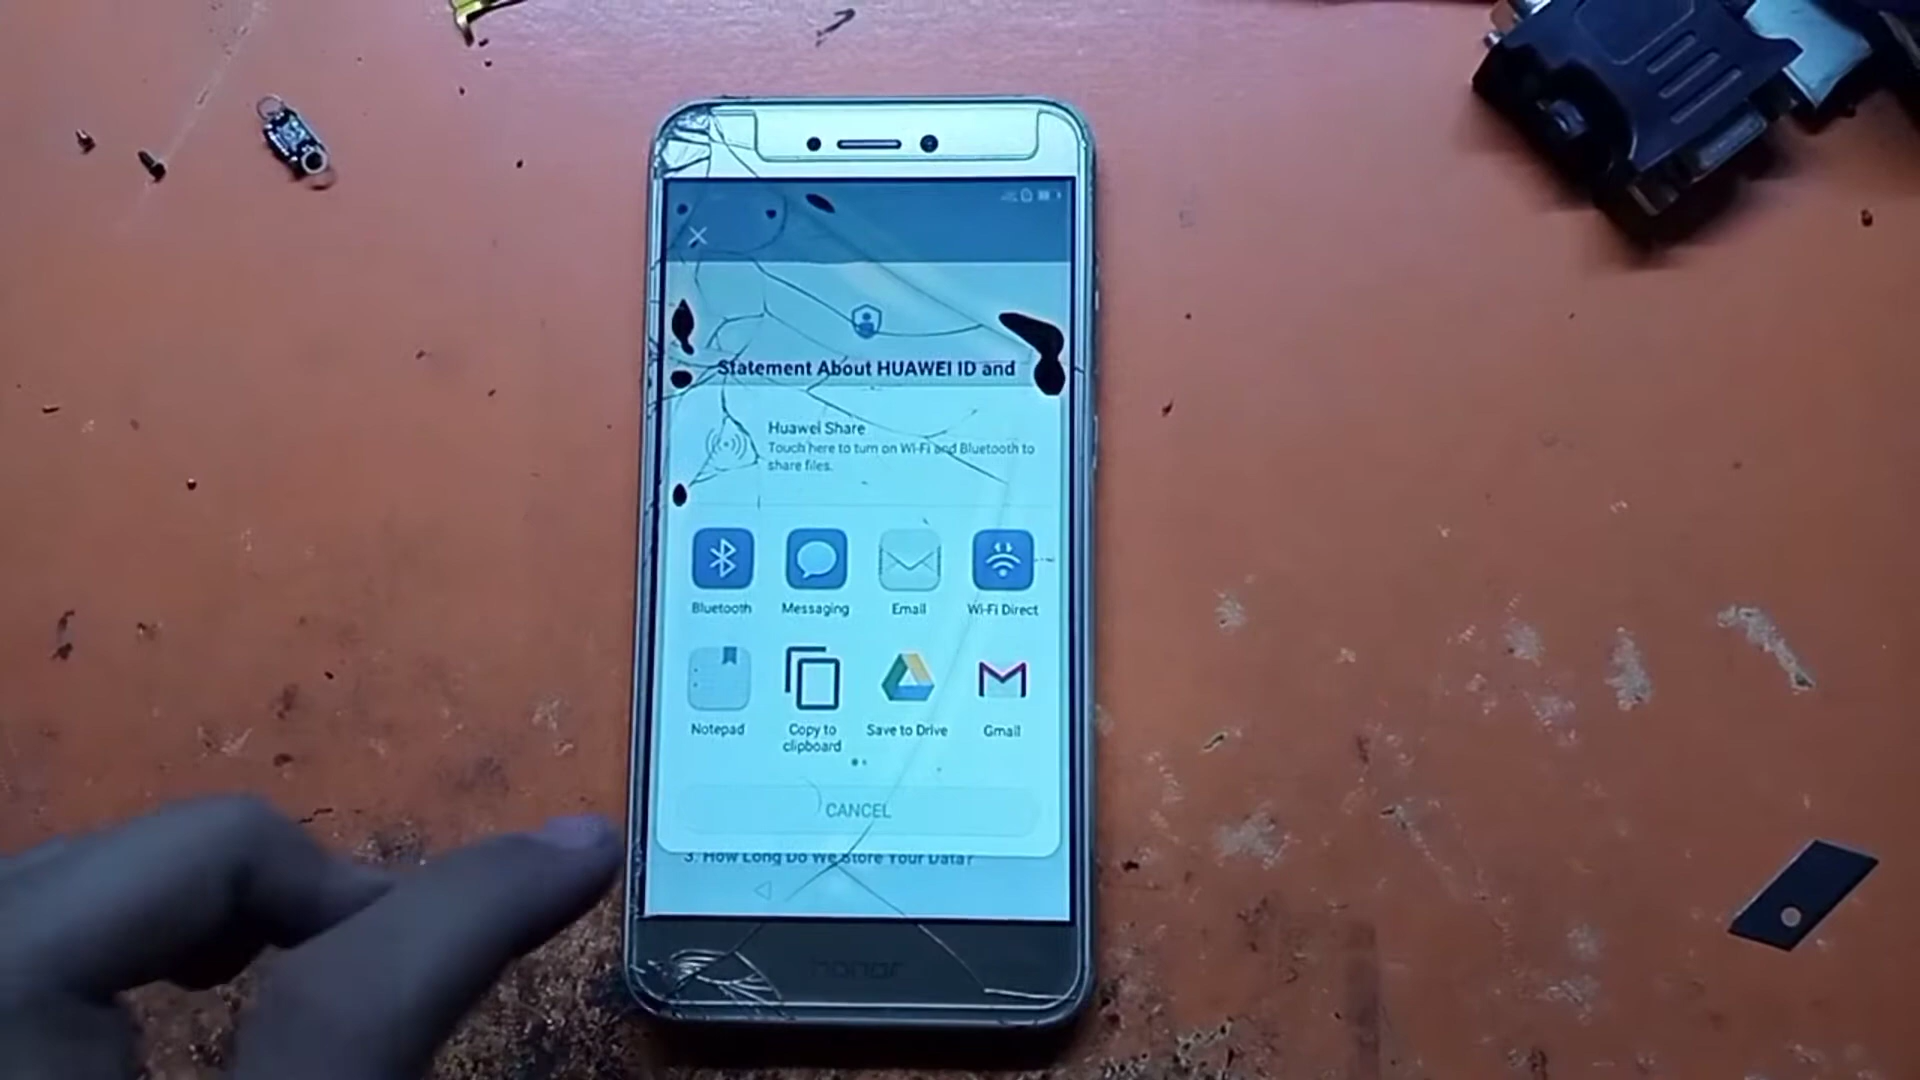 Statement About HUAWEI ID and
Huawei Share
Touch here to turn on Wi-Fi and Bluetooth to
share files.
Bluetooth
Messaging
Email
Wi-Fi Direct
Notepad
Copy to
clipboard
Save to Drive
Gmail
CANCEL
3. How Long Do We Store Your Data?
honor